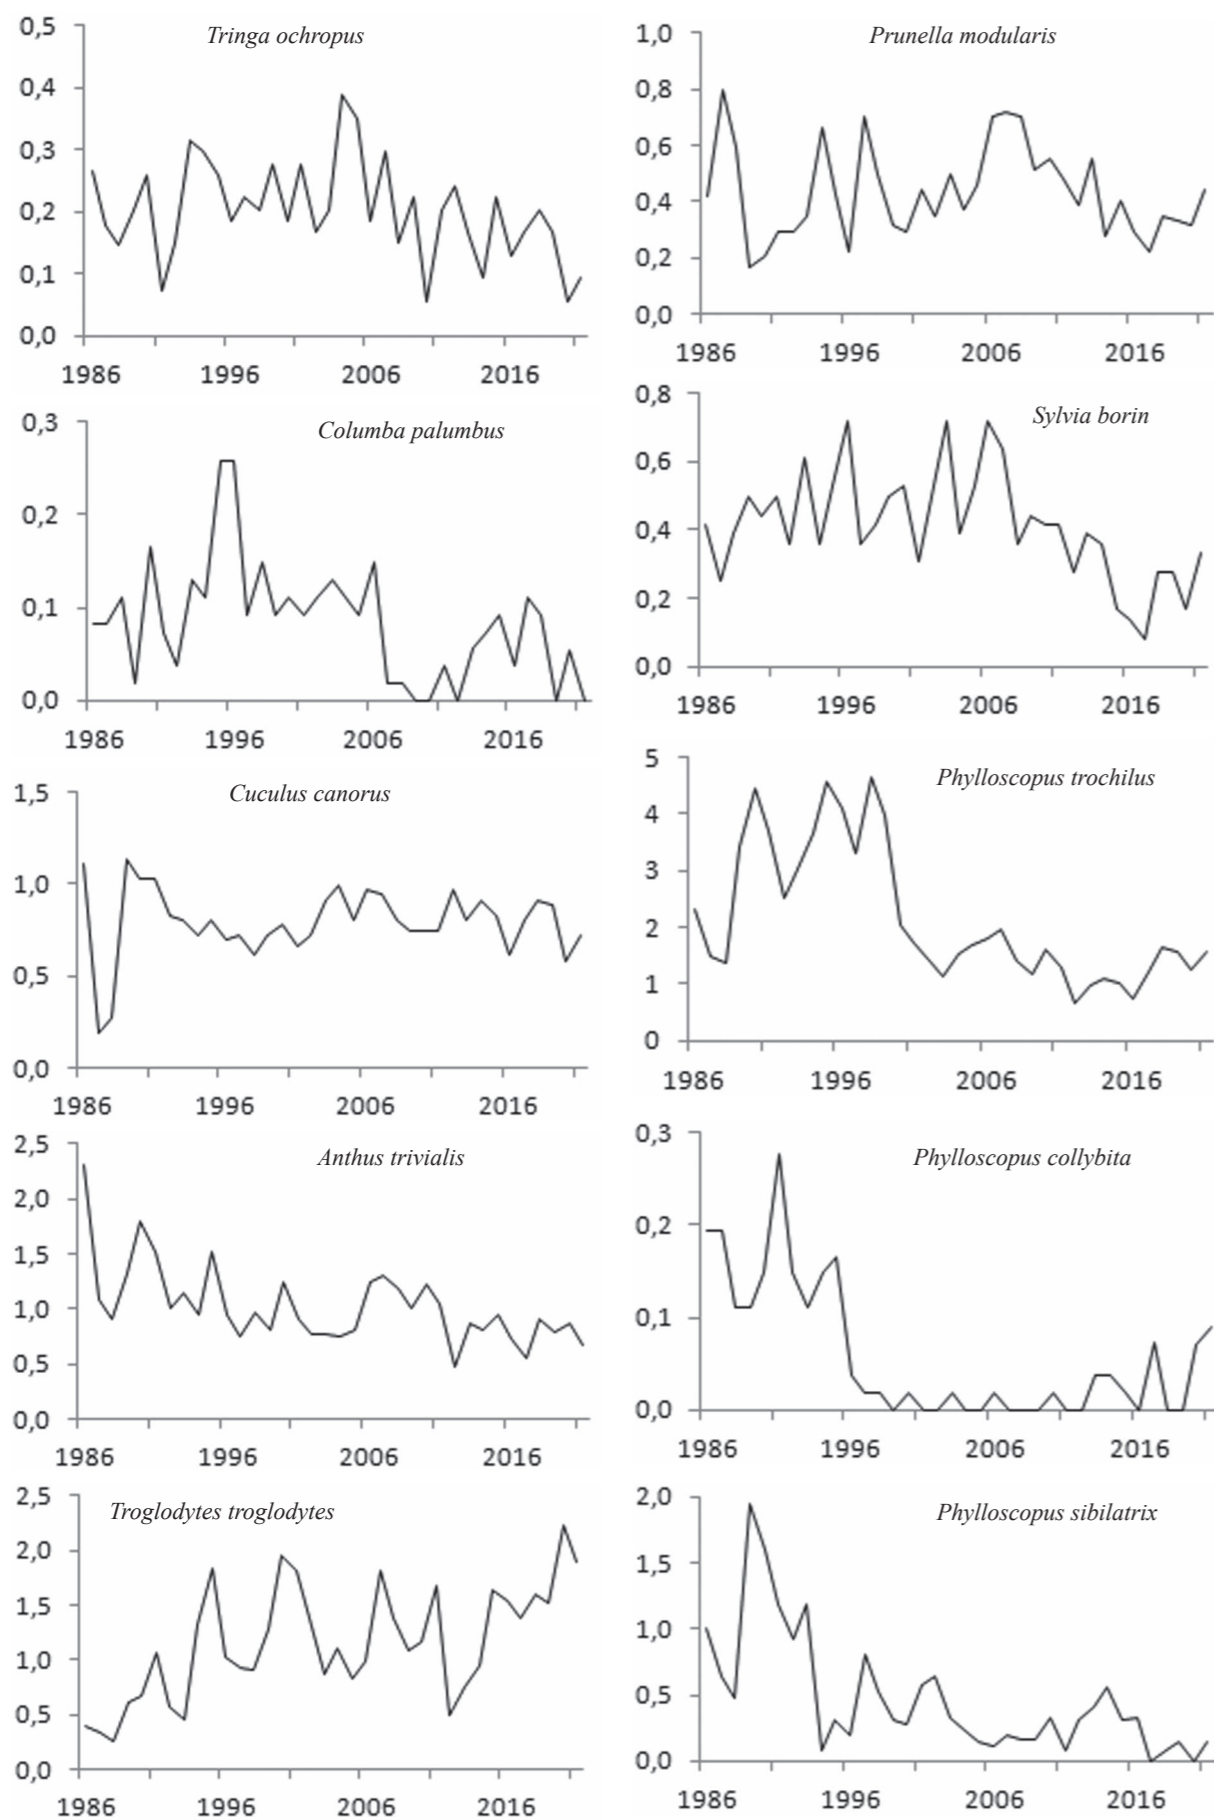 Tringa ochropus
0,5
0,4
0,3
0,2
0,1
0,0
1986 1996 2006 2016
Columba palumbus
0,3
0,2
0,1
0,0
1986 1996 2006 2016
Cuculus canorus
1,5
1,0
0,5
0,0
1986 1996 2006 2016
Anthus trivialis
2,5
2,0
1,5
1,0
0,5
0,0
1986 1996 2006 2016
Troglodytes troglodytes
2,5
2,0
1,5
1,0
0,5
0,0
1986 1996 2006 2016
Prunella modularis
1,0
0,8
0,6
0,4
0,2
0,0
1986 1996 2006 2016
Sylvia borin
0,8
0,6
0,4
0,2
0,0
1986 1996 2006 2016
Phylloscopus trochilus
5
4
3
2
1
0
1986 1996 2006 2016
Phylloscopus collybita
0,3
0,2
0,1
0,0
1986 1996 2006 2016
Phylloscopus sibilatrix
2,0
1,5
1,0
0,5
0,0
1986 1996 2006 2016